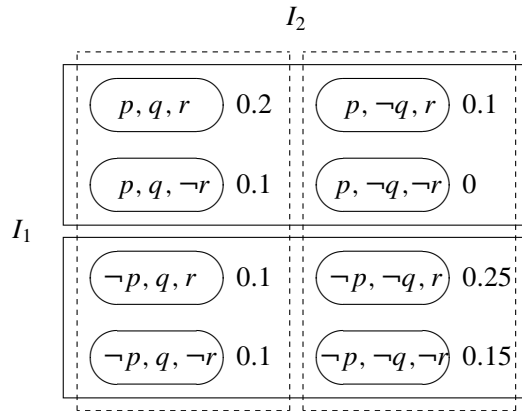 I₂
p, q, r 0.2 p, ¬q, r 0.1
p, q, ¬r 0.1 p, ¬q, ¬r 0
I₁
¬p, q, r 0.1 ¬p, ¬q, r 0.25
¬p, q, ¬r 0.1 ¬p, ¬q, ¬r 0.15